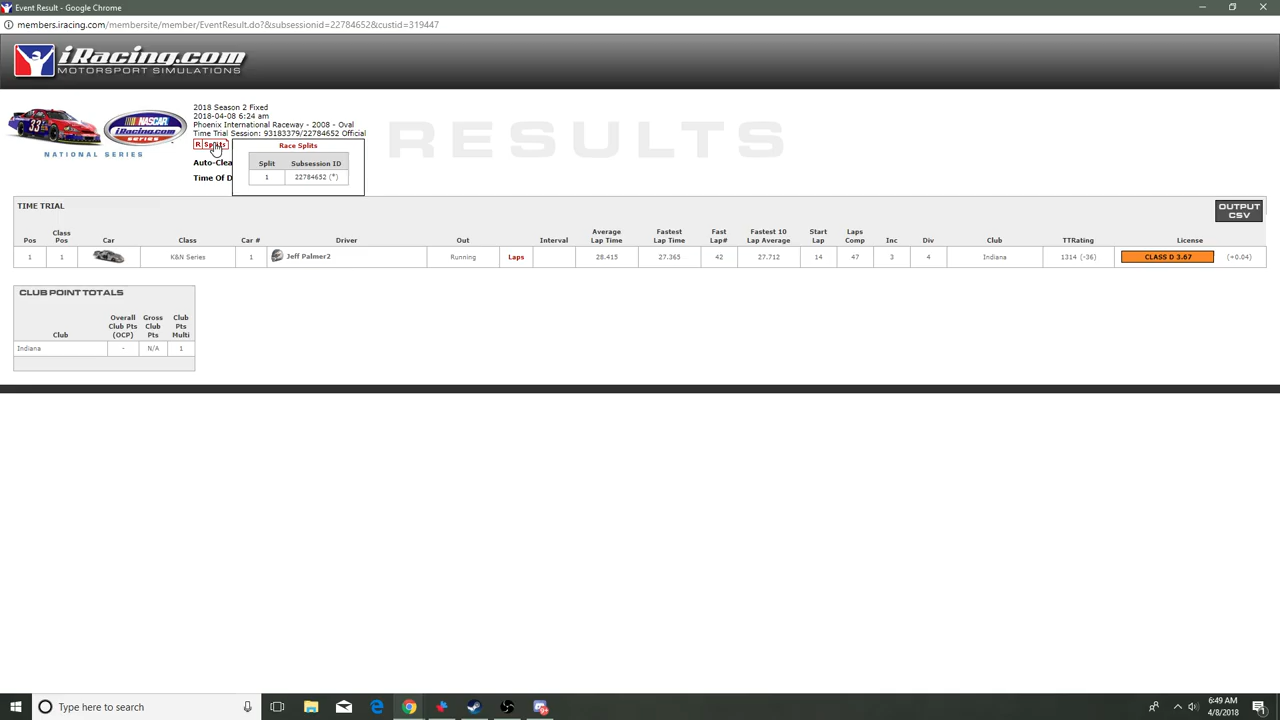 Event Result - Google Chrome
members.iracing.com/membersite/member/EventResult.do?&subsessionid=22784652&custid=319447
iRacing.com
MOTORSPORT SIMULATIONS
33
NASCAR
iRacing.com
series
NATIONAL SERIES
2018 Season 2 Fixed
2018-04-08 6:24 am
Phoenix International Raceway - 2008 - Oval
Time Trial Session: 93183379/22784652 Official
R Splits
Auto-Clea
Time Of D
Race Splits
Split Subsession ID
1 22784652 (*)
RESULTS
TIME TRIAL
OUTPUT CSV
Pos Class Pos Car Class Car # Driver Out Interval Average Lap Time Fastest Lap Time Fast Lap# Fastest 10 Lap Average Start Lap Laps Comp Inc Div Club TTRating License
1 1 K&N Series 1 Jeff Palmer2 Running Laps 28.415 27.365 42 27.712 14 47 3 4 Indiana 1314 (-36) CLASS D 3.67 (+0.04)
CLUB POINT TOTALS
Club Overall Club Pts (OCP) Gross Club Pts Club Pts Multi
Indiana - N/A 1
Type here to search
6:49 AM
4/8/2018
1